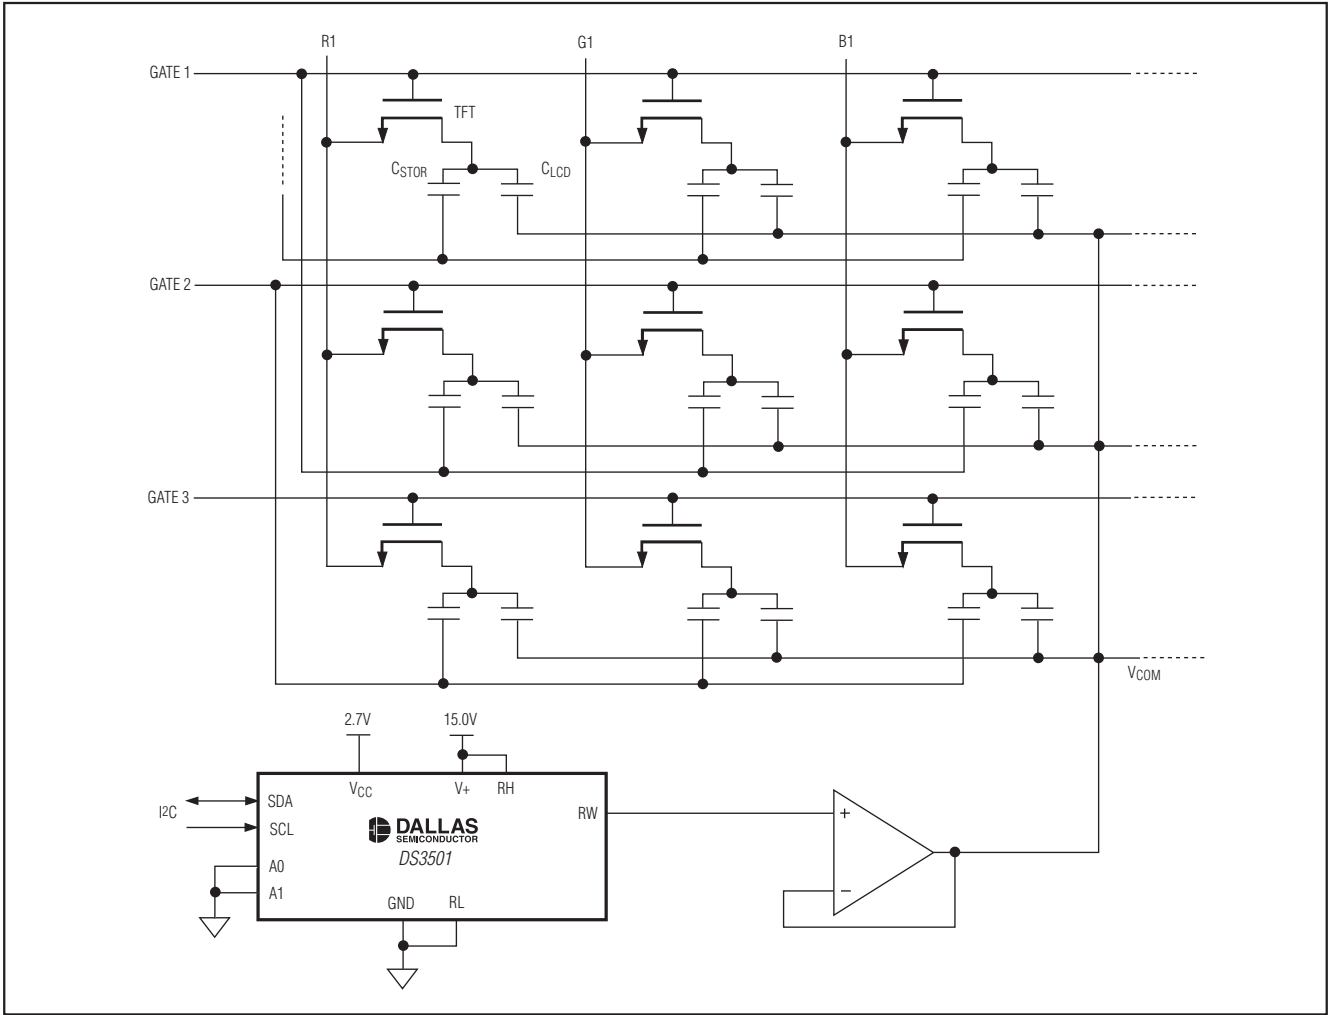 R1 G1 B1
GATE 1
TFT
CSTOR CLCD
GATE 2
GATE 3
VCOM
2.7V 15.0V
VCC V+ RH
I2C SDA RW +
SCL DALLAS
SEMICONDUCTOR
DS3501
A0
A1 −
GND RL